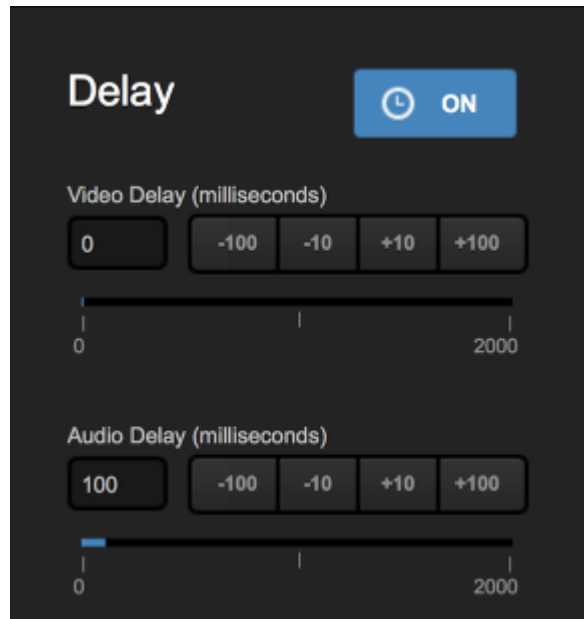 Delay ON
Video Delay (milliseconds)
0 -100 -10 +10 +100
0 2000
Audio Delay (milliseconds)
100 -100 -10 +10 +100
0 2000